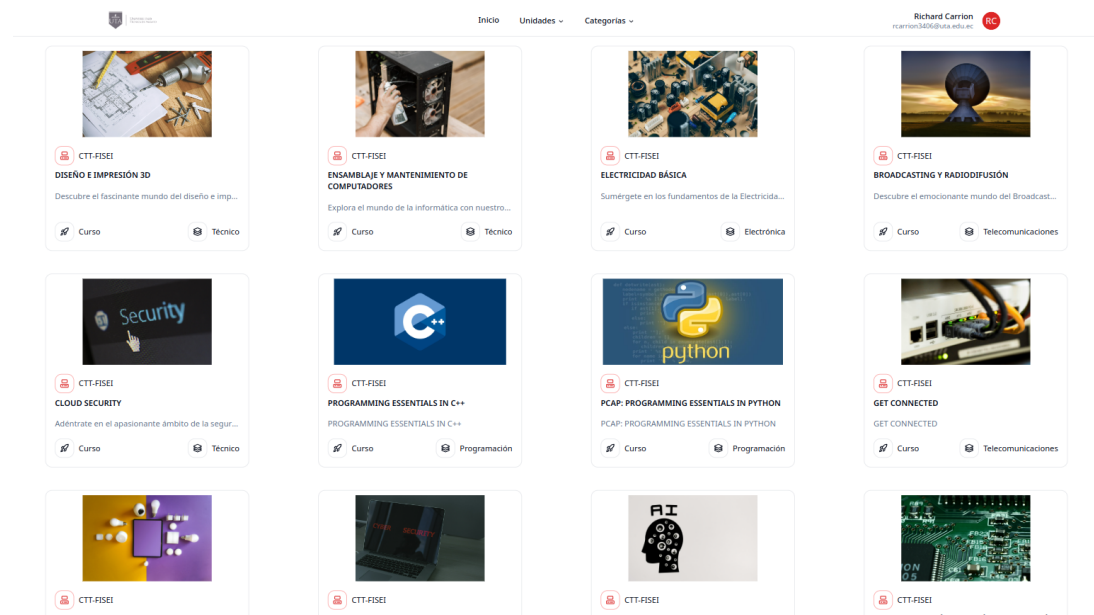 UTA
Inicio
Unidades
Categorías
Richard Carrion
rcarrion3406@uta.edu.ec
RC
CTT-FISEI
DISEÑO E IMPRESIÓN 3D
Descubre el fascinante mundo del diseño e imp...
Curso
Técnico
CTT-FISEI
ENSAMBLAJE Y MANTENIMIENTO DE
COMPUTADORES
Explora el mundo de la informática con nuestro...
Curso
Técnico
CTT-FISEI
ELECTRICIDAD BÁSICA
Sumérgete en los fundamentos de la Electricida...
Curso
Electrónica
CTT-FISEI
BROADCASTING Y RADIODIFUSIÓN
Descubre el emocionante mundo del Broadcast...
Curso
Telecomunicaciones
Security
CTT-FISEI
CLOUD SECURITY
Adéntrate en el apasionante ámbito de la segur...
Curso
Técnico
C++
CTT-FISEI
PROGRAMMING ESSENTIALS IN C++
PROGRAMMING ESSENTIALS IN C++
Curso
Programación
python
CTT-FISEI
PCAP: PROGRAMMING ESSENTIALS IN PYTHON
PCAP: PROGRAMMING ESSENTIALS IN PYTHON
Curso
Programación
CTT-FISEI
GET CONNECTED
GET CONNECTED
Curso
Telecomunicaciones
CTT-FISEI
CYBER SECURITY
CTT-FISEI
AI
CTT-FISEI
CTT-FISEI